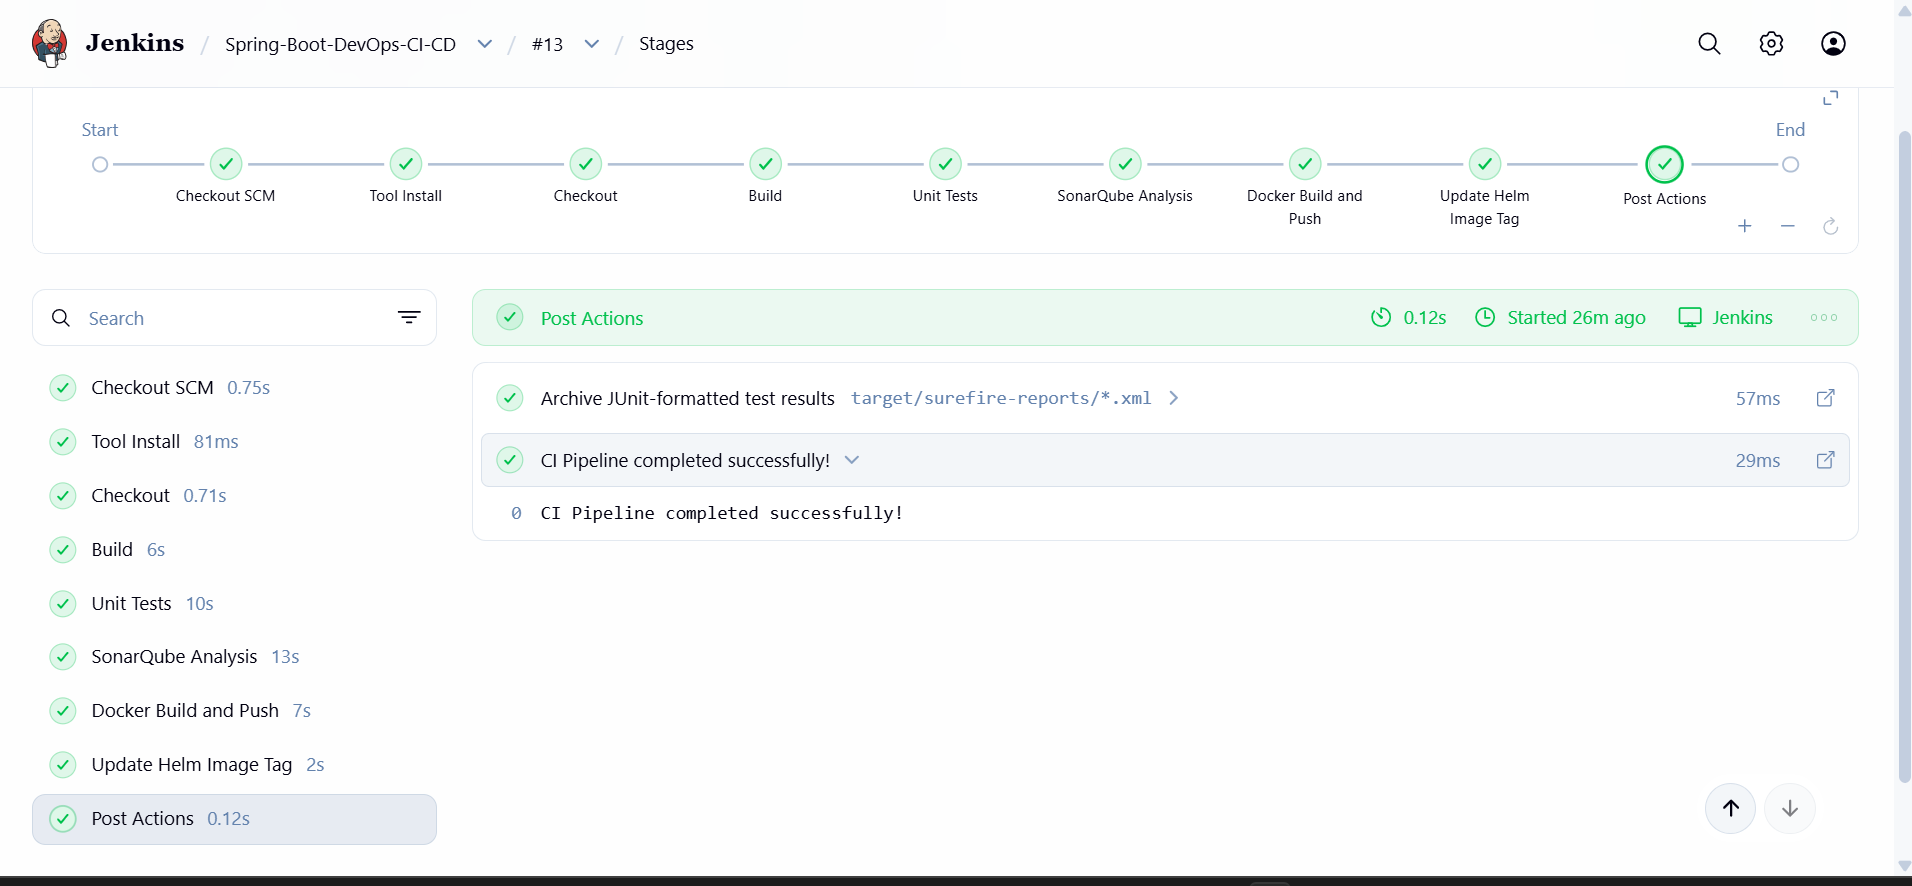 Jenkins / Spring-Boot-DevOps-CI-CD / #13 / Stages
Start
End
Checkout SCM
Tool Install
Checkout
Build
Unit Tests
SonarQube Analysis
Docker Build and
Push
Update Helm
Image Tag
Post Actions
Search
Checkout SCM 0.75s
Tool Install 81ms
Checkout 0.71s
Build 6s
Unit Tests 10s
SonarQube Analysis 13s
Docker Build and Push 7s
Update Helm Image Tag 2s
Post Actions 0.12s
Post Actions 0.12s Started 26m ago Jenkins
Archive JUnit-formatted test results target/surefire-reports/*.xml 57ms
CI Pipeline completed successfully! 29ms
0 CI Pipeline completed successfully!